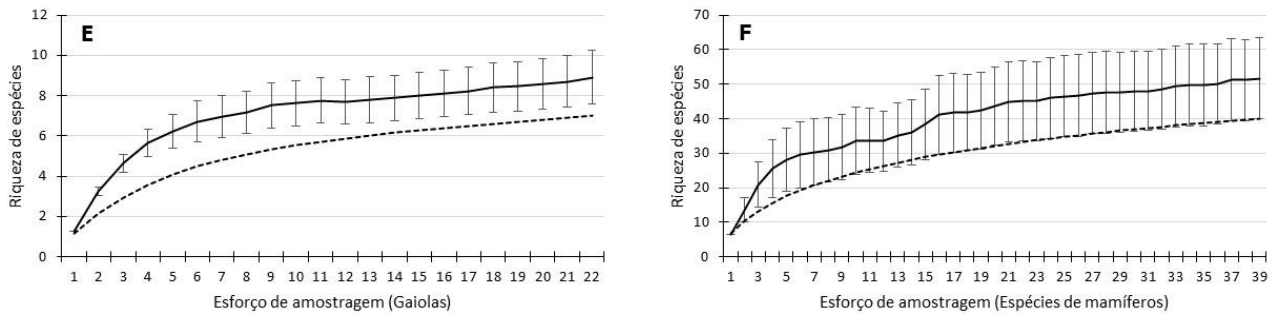 E
Riqueza de espécies
12
10
8
6
4
2
0
1 2 3 4 5 6 7 8 9 10 11 12 13 14 15 16 17 18 19 20 21 22
Esforço de amostragem (Gaiolas)
F
Riqueza de espécies
70
60
50
40
30
20
10
0
1 3 5 7 9 11 13 15 17 19 21 23 25 27 29 31 33 35 37 39
Esforço de amostragem (Espécies de mamíferos)